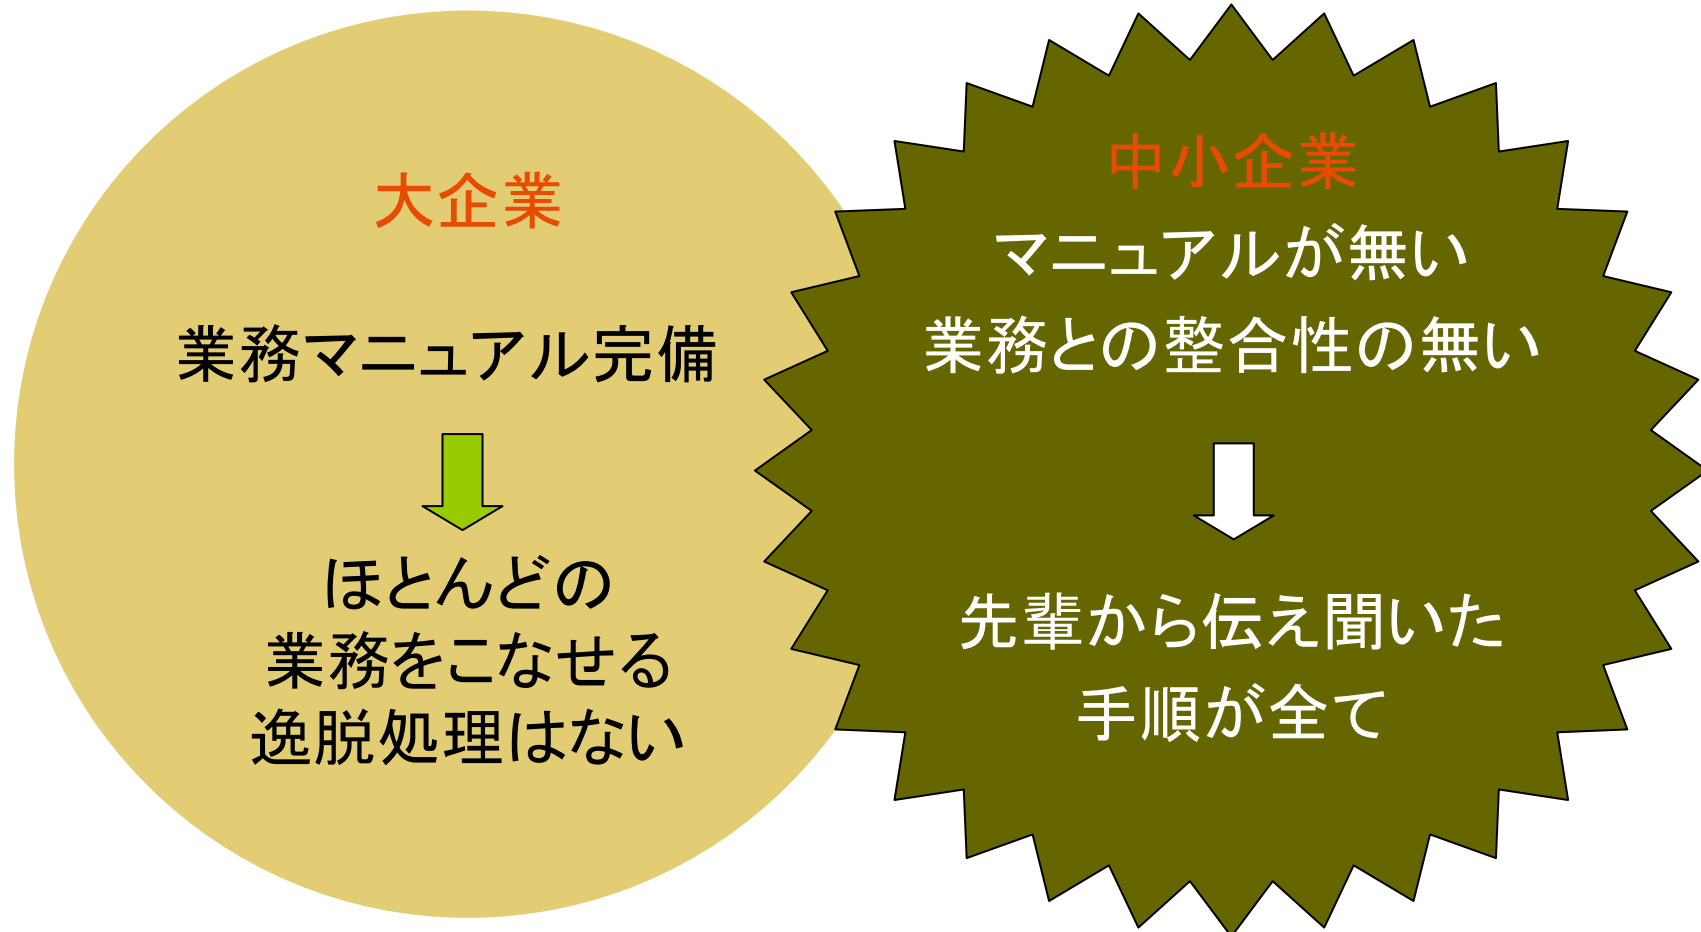 大企業
業務マニュアル完備
ほとんどの
業務をこなせる
逸脱処理はない
中小企業
マニュアルが無い
業務との整合性の無い
先輩から伝え聞いた
手順が全て